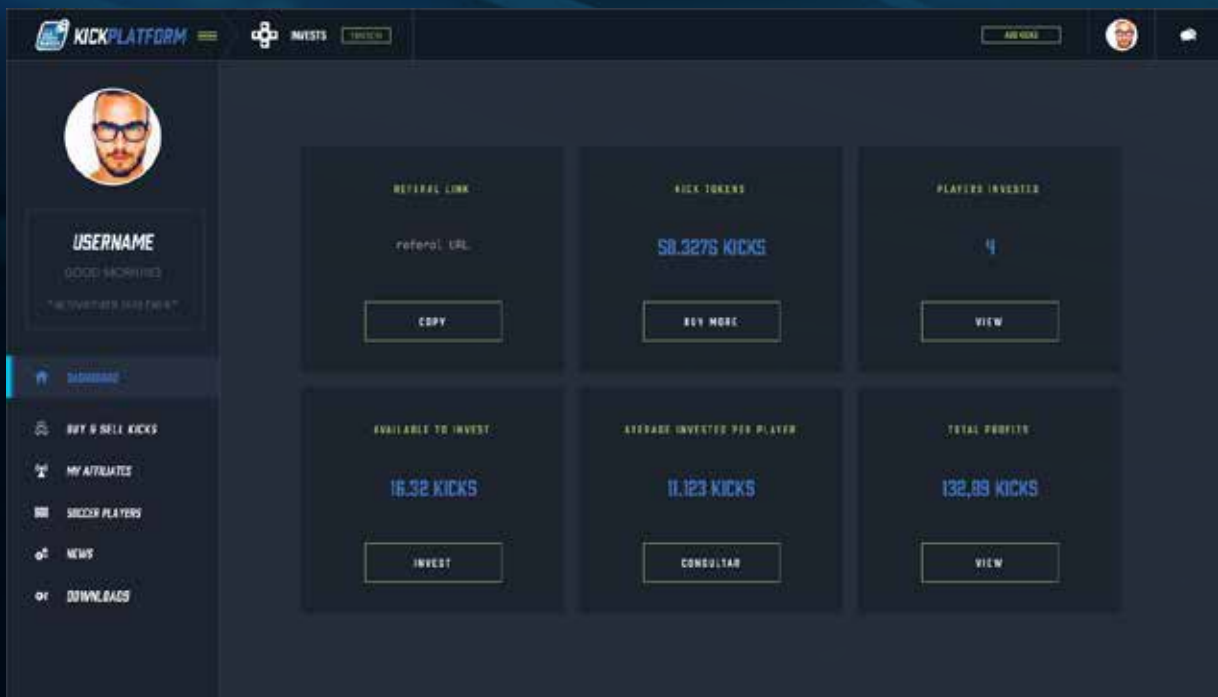 KICKPLATFORM
INVESTS
ADD KICKS
USERNAME
GOOD MORNING
DASHBOARD
BUY & SELL KICKS
MY AFFILIATES
SOCCER PLAYERS
NEWS
DOWNLOADS
REFERAL LINK
referal URL
COPY
KICK TOKENS
58.3276 KICKS
BUY MORE
PLAYERS INVESTED
4
VIEW
AVAILABLE TO INVEST
16.32 KICKS
INVEST
AVERAGE INVESTED PER PLAYER
11.123 KICKS
CONSULTAR
TOTAL PROFITS
132,89 KICKS
VIEW